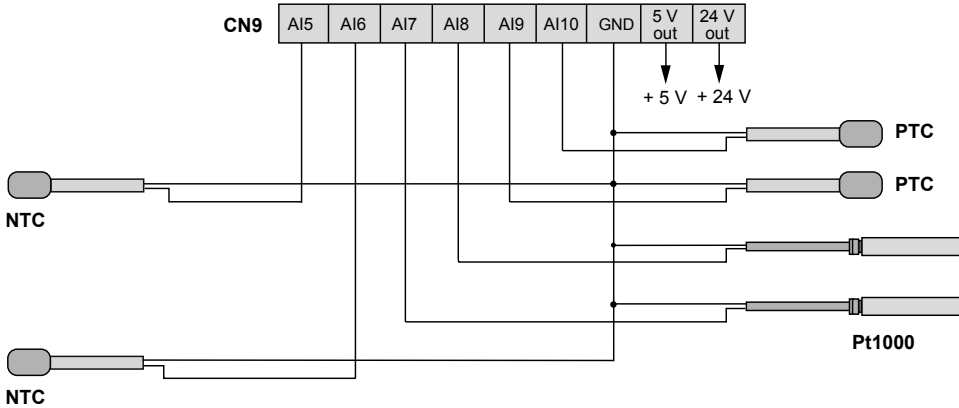 CN9 AI5 AI6 AI7 AI8 AI9 AI10 GND 5 V out 24 V out
+ 5 V + 24 V
PTC
PTC
NTC
Pt1000
NTC